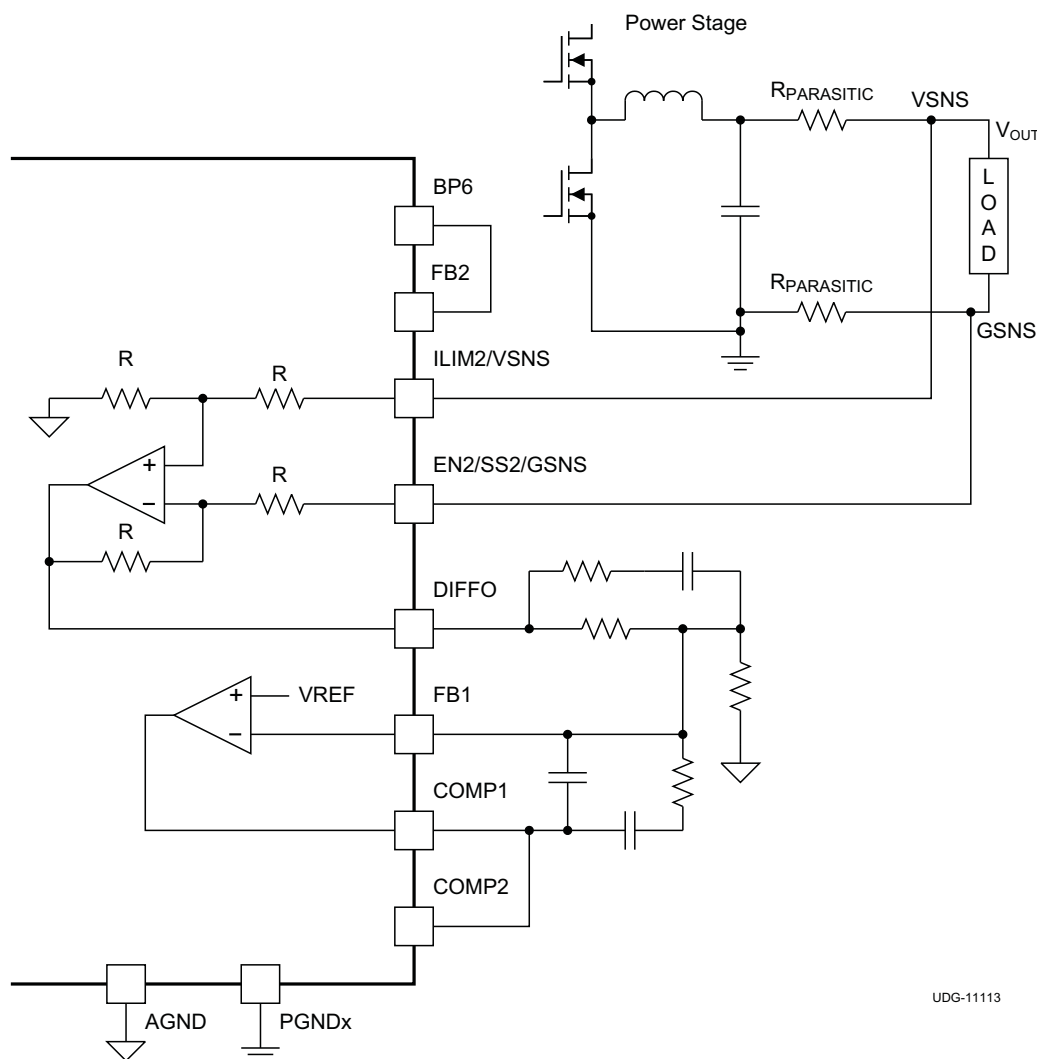 Power Stage
RPARASITIC
VSNS
VOUT
LOAD
BP6
FB2
RPARASITIC
GSNS
ILIM2/VSNS
R
R
+
EN2/SS2/GSNS
R
–
R
DIFFO
FB1
+
VREF
–
COMP1
COMP2
AGND
PGNDx
UDG-11113